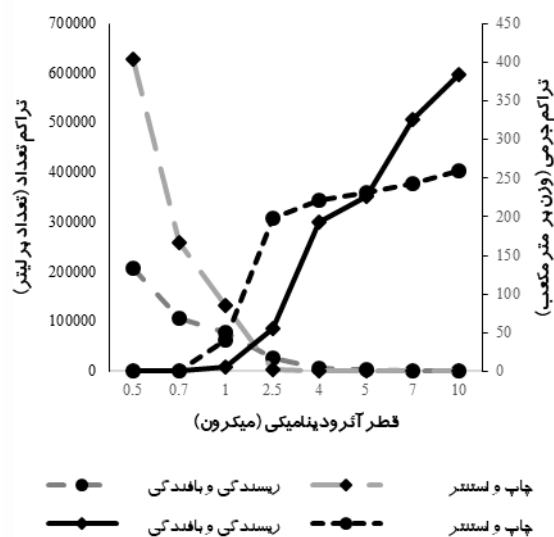 700000
600000
500000
400000
300000
200000
100000
0
450
400
350
300
250
200
150
100
50
0
تراکم تعداد (تعداد بر لیتر)
تراکم جرمی (وزن بر متر مکعب)
0.5 0.7 1 2.5 4 5 7 10
قطر آئرودینامیکی (میکرون)
ریسندگی و بافندگی
چاپ و استنتر
ریسندگی و بافندگی
چاپ و استنتر